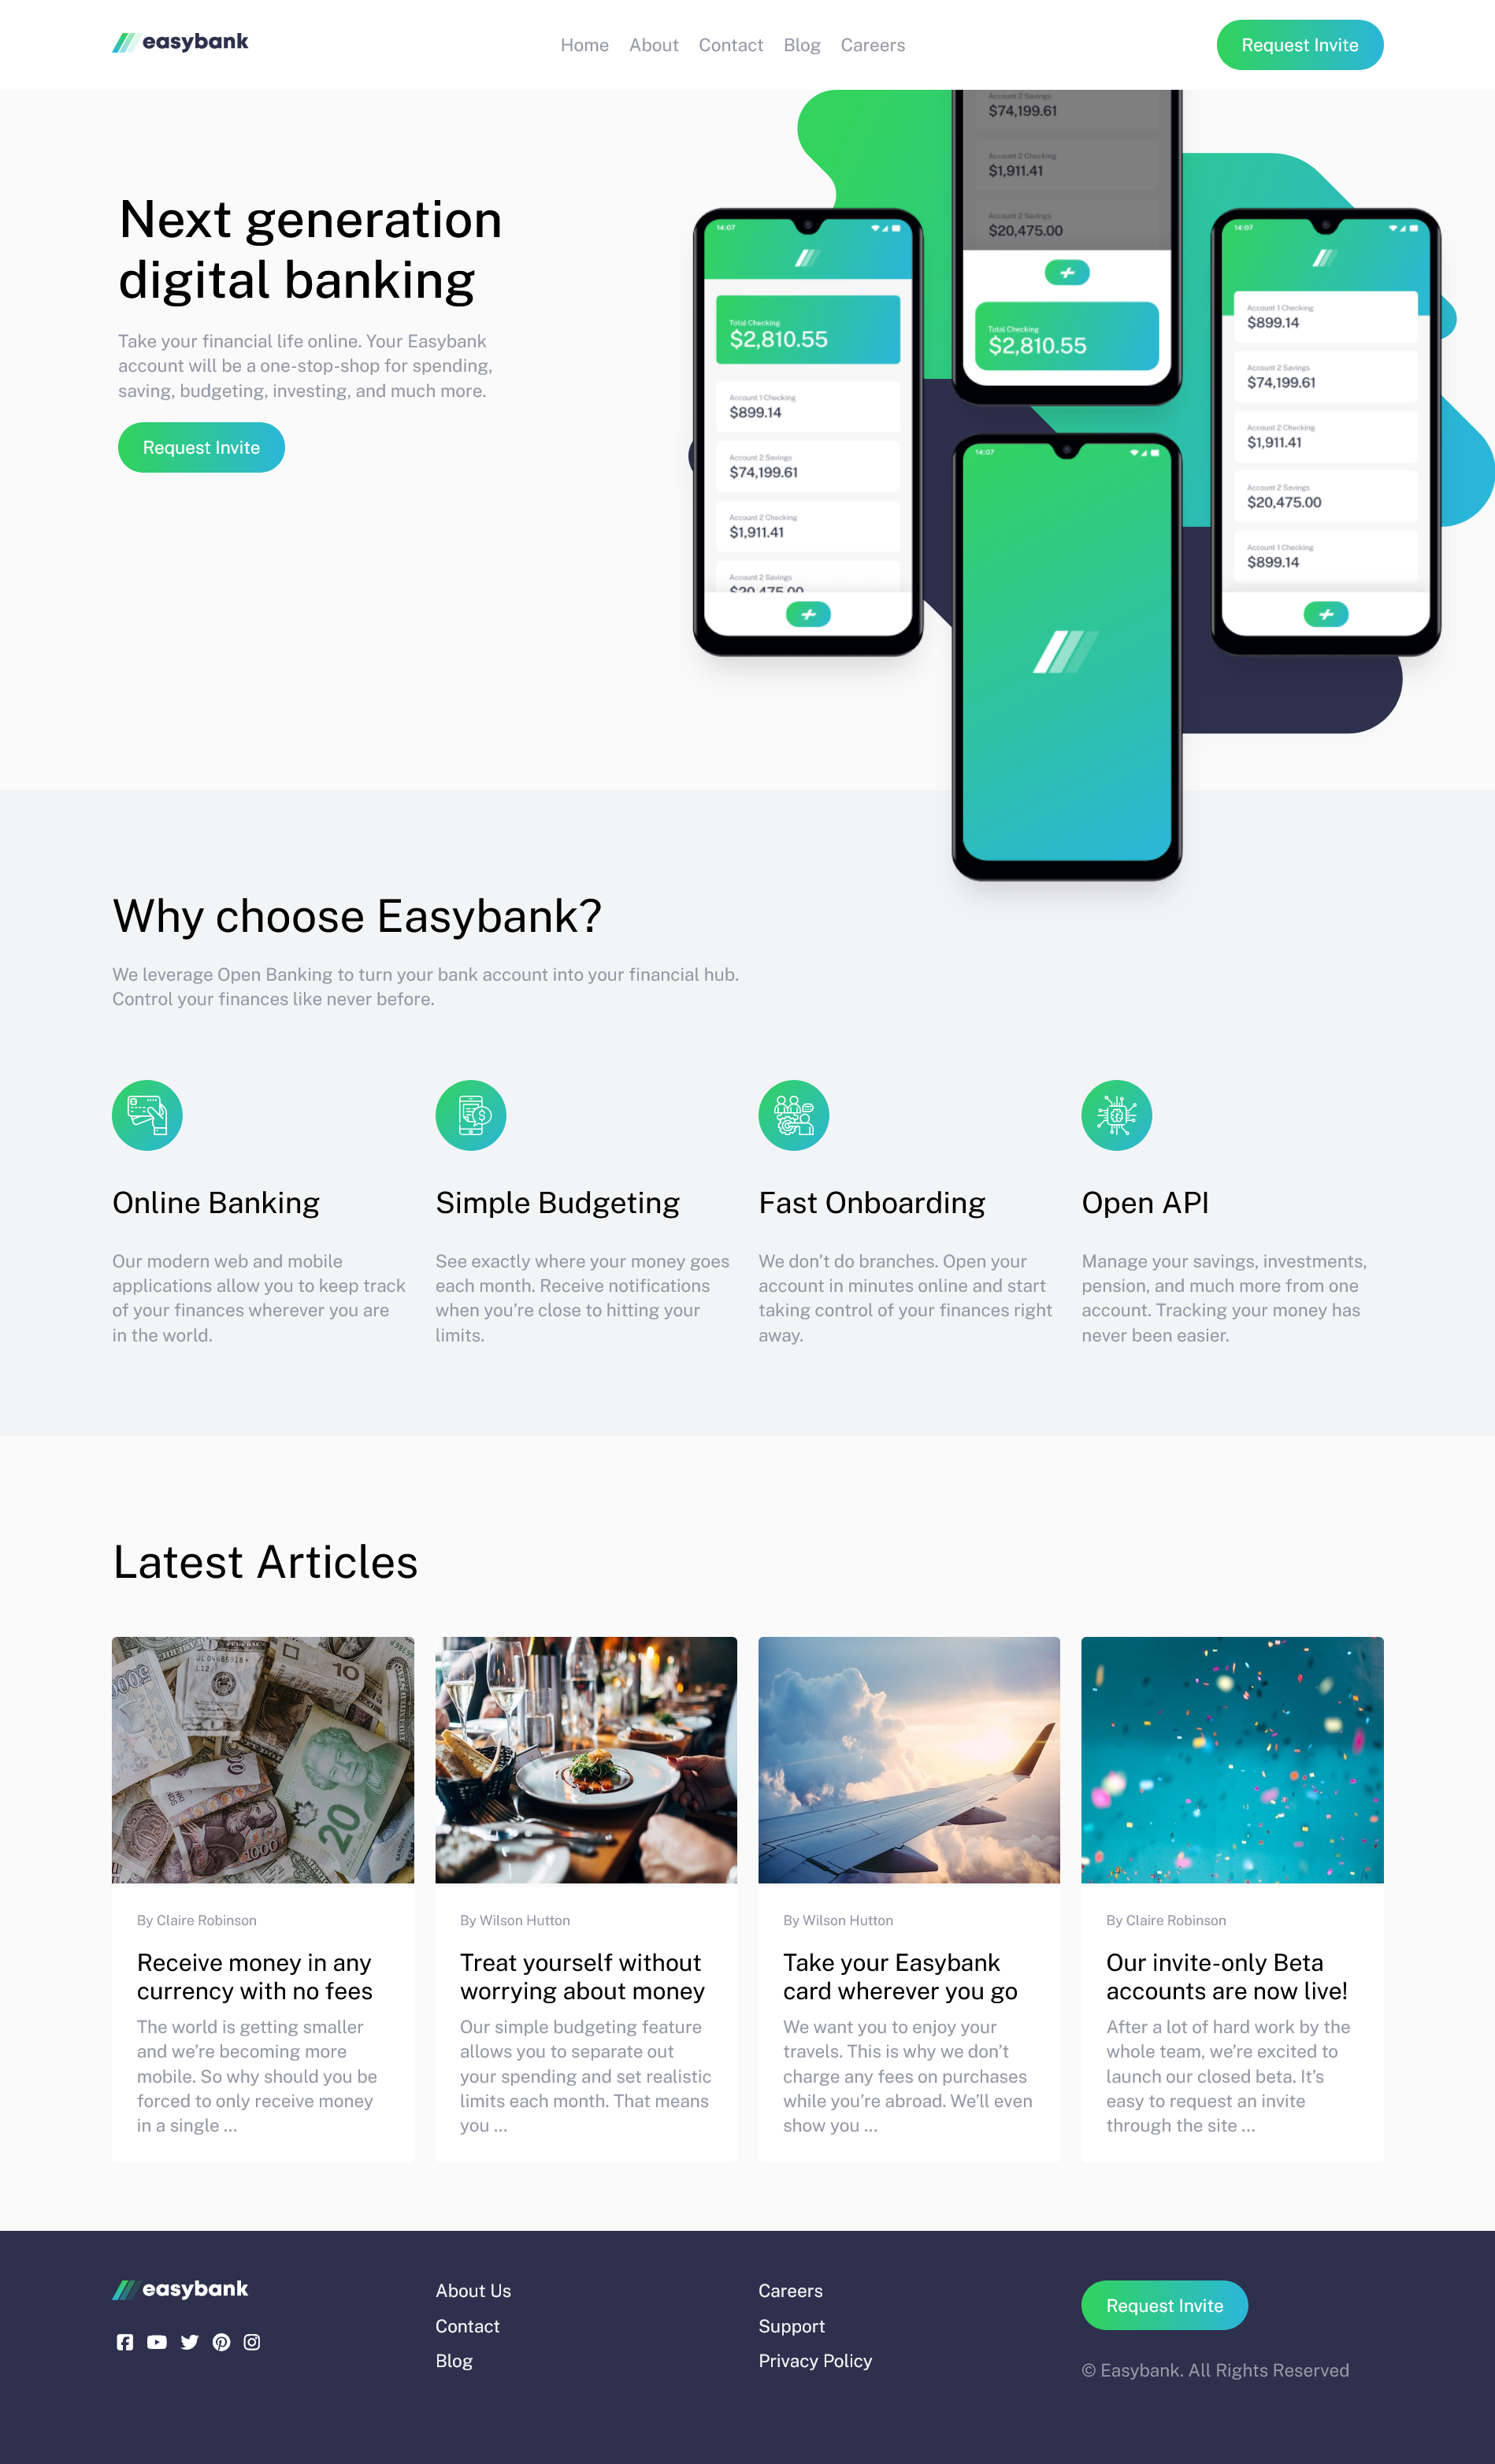 easybank
Home About Contact Blog Careers
Request Invite
Next generation
digital banking
Take your financial life online. Your Easybank
account will be a one-stop-shop for spending,
saving, budgeting, investing, and much more.
Request Invite
14:07
Total Checking
$2,810.55
Account 1 Checking
$899.14
Account 2 Savings
$74,199.61
Account 2 Checking
$1,911.41
Account 2 Savings
$20,475.00
Account 2 Savings
$74,199.61
Account 2 Checking
$1,911.41
Account 2 Savings
$20,475.00
Total Checking
$2,810.55
14:07
14:07
Account 1 Checking
$899.14
Account 2 Savings
$74,199.61
Account 2 Checking
$1,911.41
Account 2 Savings
$20,475.00
Account 1 Checking
$899.14
Why choose Easybank?
We leverage Open Banking to turn your bank account into your financial hub.
Control your finances like never before.
Online Banking
Our modern web and mobile
applications allow you to keep track
of your finances wherever you are
in the world.
Simple Budgeting
See exactly where your money goes
each month. Receive notifications
when you’re close to hitting your
limits.
Fast Onboarding
We don’t do branches. Open your
account in minutes online and start
taking control of your finances right
away.
Open API
Manage your savings, investments,
pension, and much more from one
account. Tracking your money has
never been easier.
Latest Articles
10
20
1000
By Claire Robinson
Receive money in any
currency with no fees
The world is getting smaller
and we’re becoming more
mobile. So why should you be
forced to only receive money
in a single ...
By Wilson Hutton
Treat yourself without
worrying about money
Our simple budgeting feature
allows you to separate out
your spending and set realistic
limits each month. That means
you ...
By Wilson Hutton
Take your Easybank
card wherever you go
We want you to enjoy your
travels. This is why we don’t
charge any fees on purchases
while you’re abroad. We’ll even
show you ...
By Claire Robinson
Our invite-only Beta
accounts are now live!
After a lot of hard work by the
whole team, we’re excited to
launch our closed beta. It’s
easy to request an invite
through the site ...
easybank
About Us
Contact
Blog
Careers
Support
Privacy Policy
Request Invite
© Easybank. All Rights Reserved